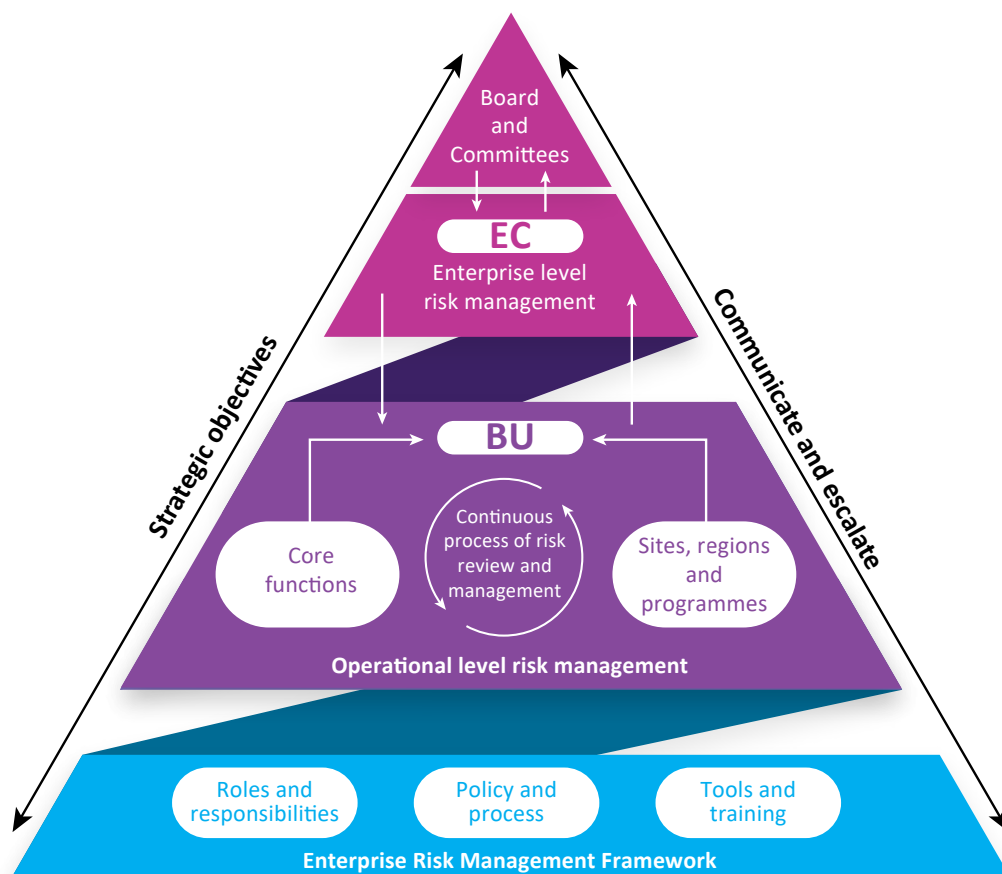 Board
and
Committees
EC
Enterprise level
risk management
Strategic objectives
Communicate and escalate
BU
Continuous
process of risk
review and
management
Core
functions
Sites, regions
and
programmes
Operational level risk management
Roles and
responsibilities
Policy and
process
Tools and
training
Enterprise Risk Management Framework